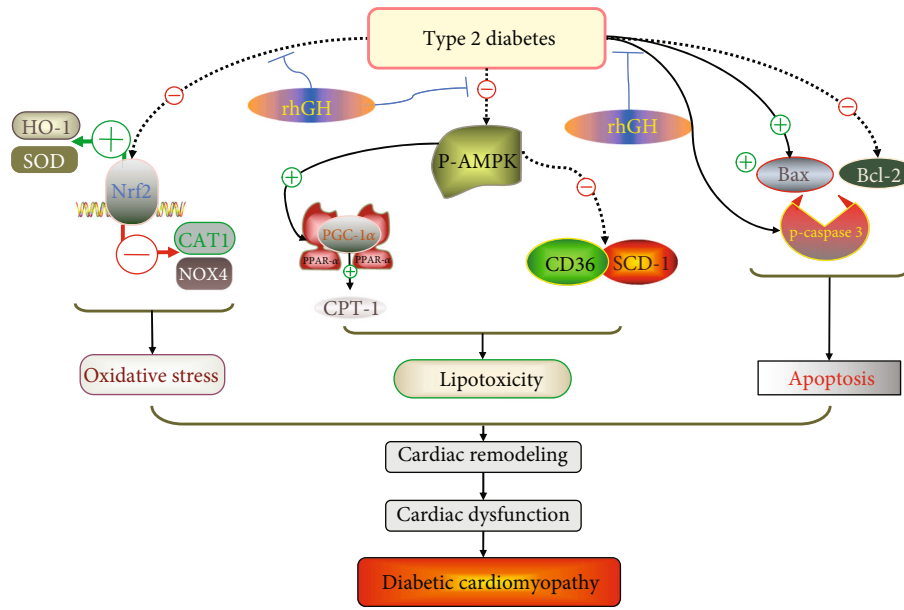 Type 2 diabetes
rhGH
rhGH
HO-1
SOD
Nrf2
CAT1
NOX4
P-AMPK
PGC-1α
PPAR-α
PPAR-α
CPT-1
CD36
SCD-1
Bax
Bcl-2
p-caspase 3
Oxidative stress
Lipotoxicity
Apoptosis
Cardiac remodeling
Cardiac dysfunction
Diabetic cardiomyopathy